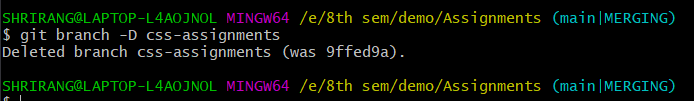 SHRIRANG@LAPTOP-L4AOJNOL MINGW64 /e/8th sem/demo/Assignments (main|MERGING)
$ git branch -D css-assignments
Deleted branch css-assignments (was 9ffed9a).
SHRIRANG@LAPTOP-L4AOJNOL MINGW64 /e/8th sem/demo/Assignments (main|MERGING)
$